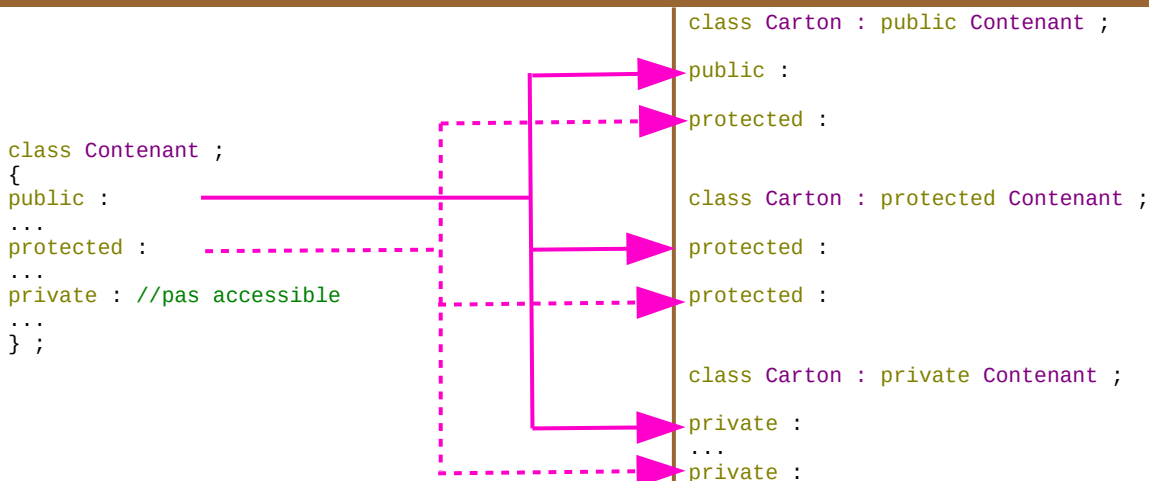 class Contenant ;
{
public :
...
protected :
...
private : //pas accessible
...
} ;
class Carton : public Contenant ;
public :
protected :
class Carton : protected Contenant ;
protected :
protected :
class Carton : private Contenant ;
private :
...
private :